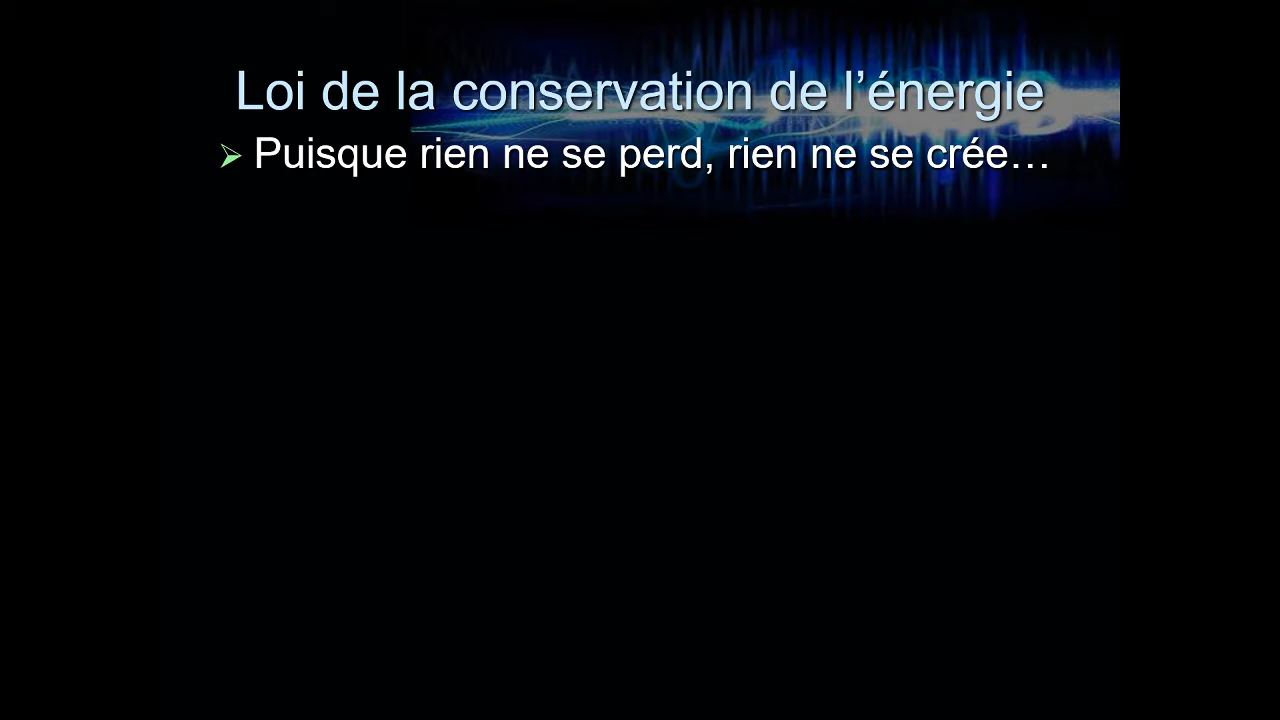 Loi de la conservation de l’énergie
Puisque rien ne se perd, rien ne se crée…